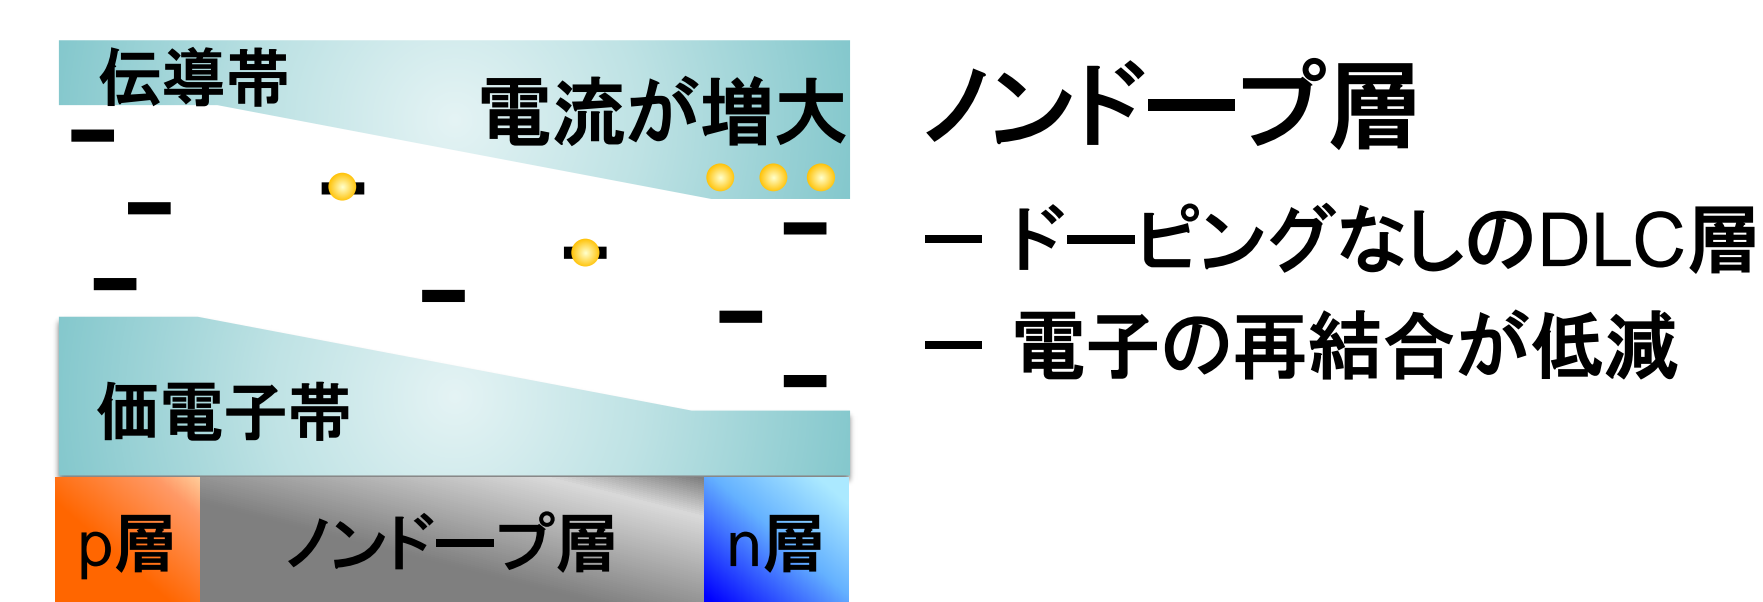 伝導帯
電流が増大
価電子帯
p層
ノンドープ層
n層
ノンドープ層
－ ドーピングなしのDLC層
－ 電子の再結合が低減